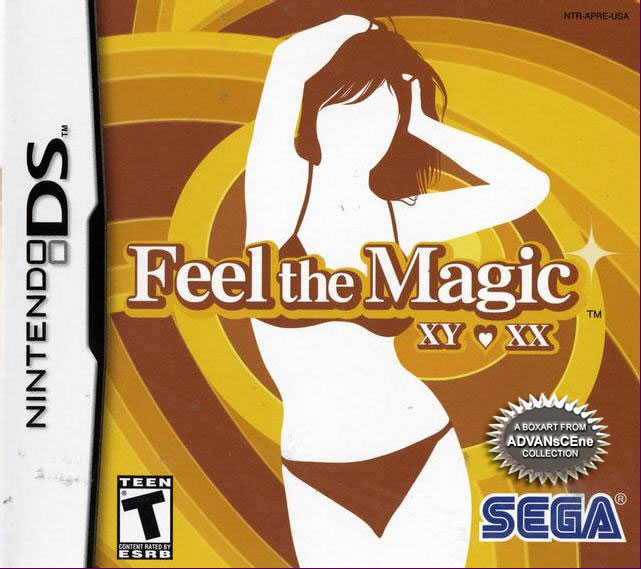 NTR-APRE-USA
NINTENDO DS™
Feel the Magic
™
XY ♥ XX
A BOXART FROM
ADVANsCEne
COLLECTION
TEEN
T
®
CONTENT RATED BY
ESRB
SEGA®